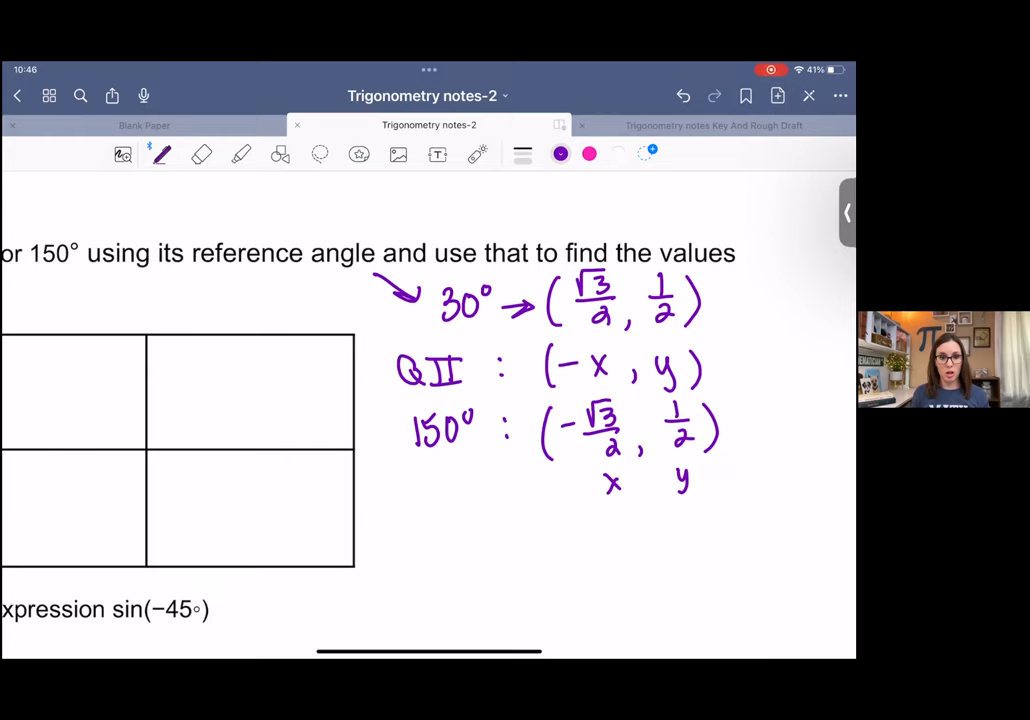 10:46
41%
Trigonometry notes-2
Blank Paper
Trigonometry notes-2
Trigonometry notes Key And Rough Draft
or 150° using its reference angle and use that to find the values
30° → (√3/2, 1/2)
QII : (-x, y)
150° : (-√3/2, 1/2)
x y
xpression sin(−45◦)